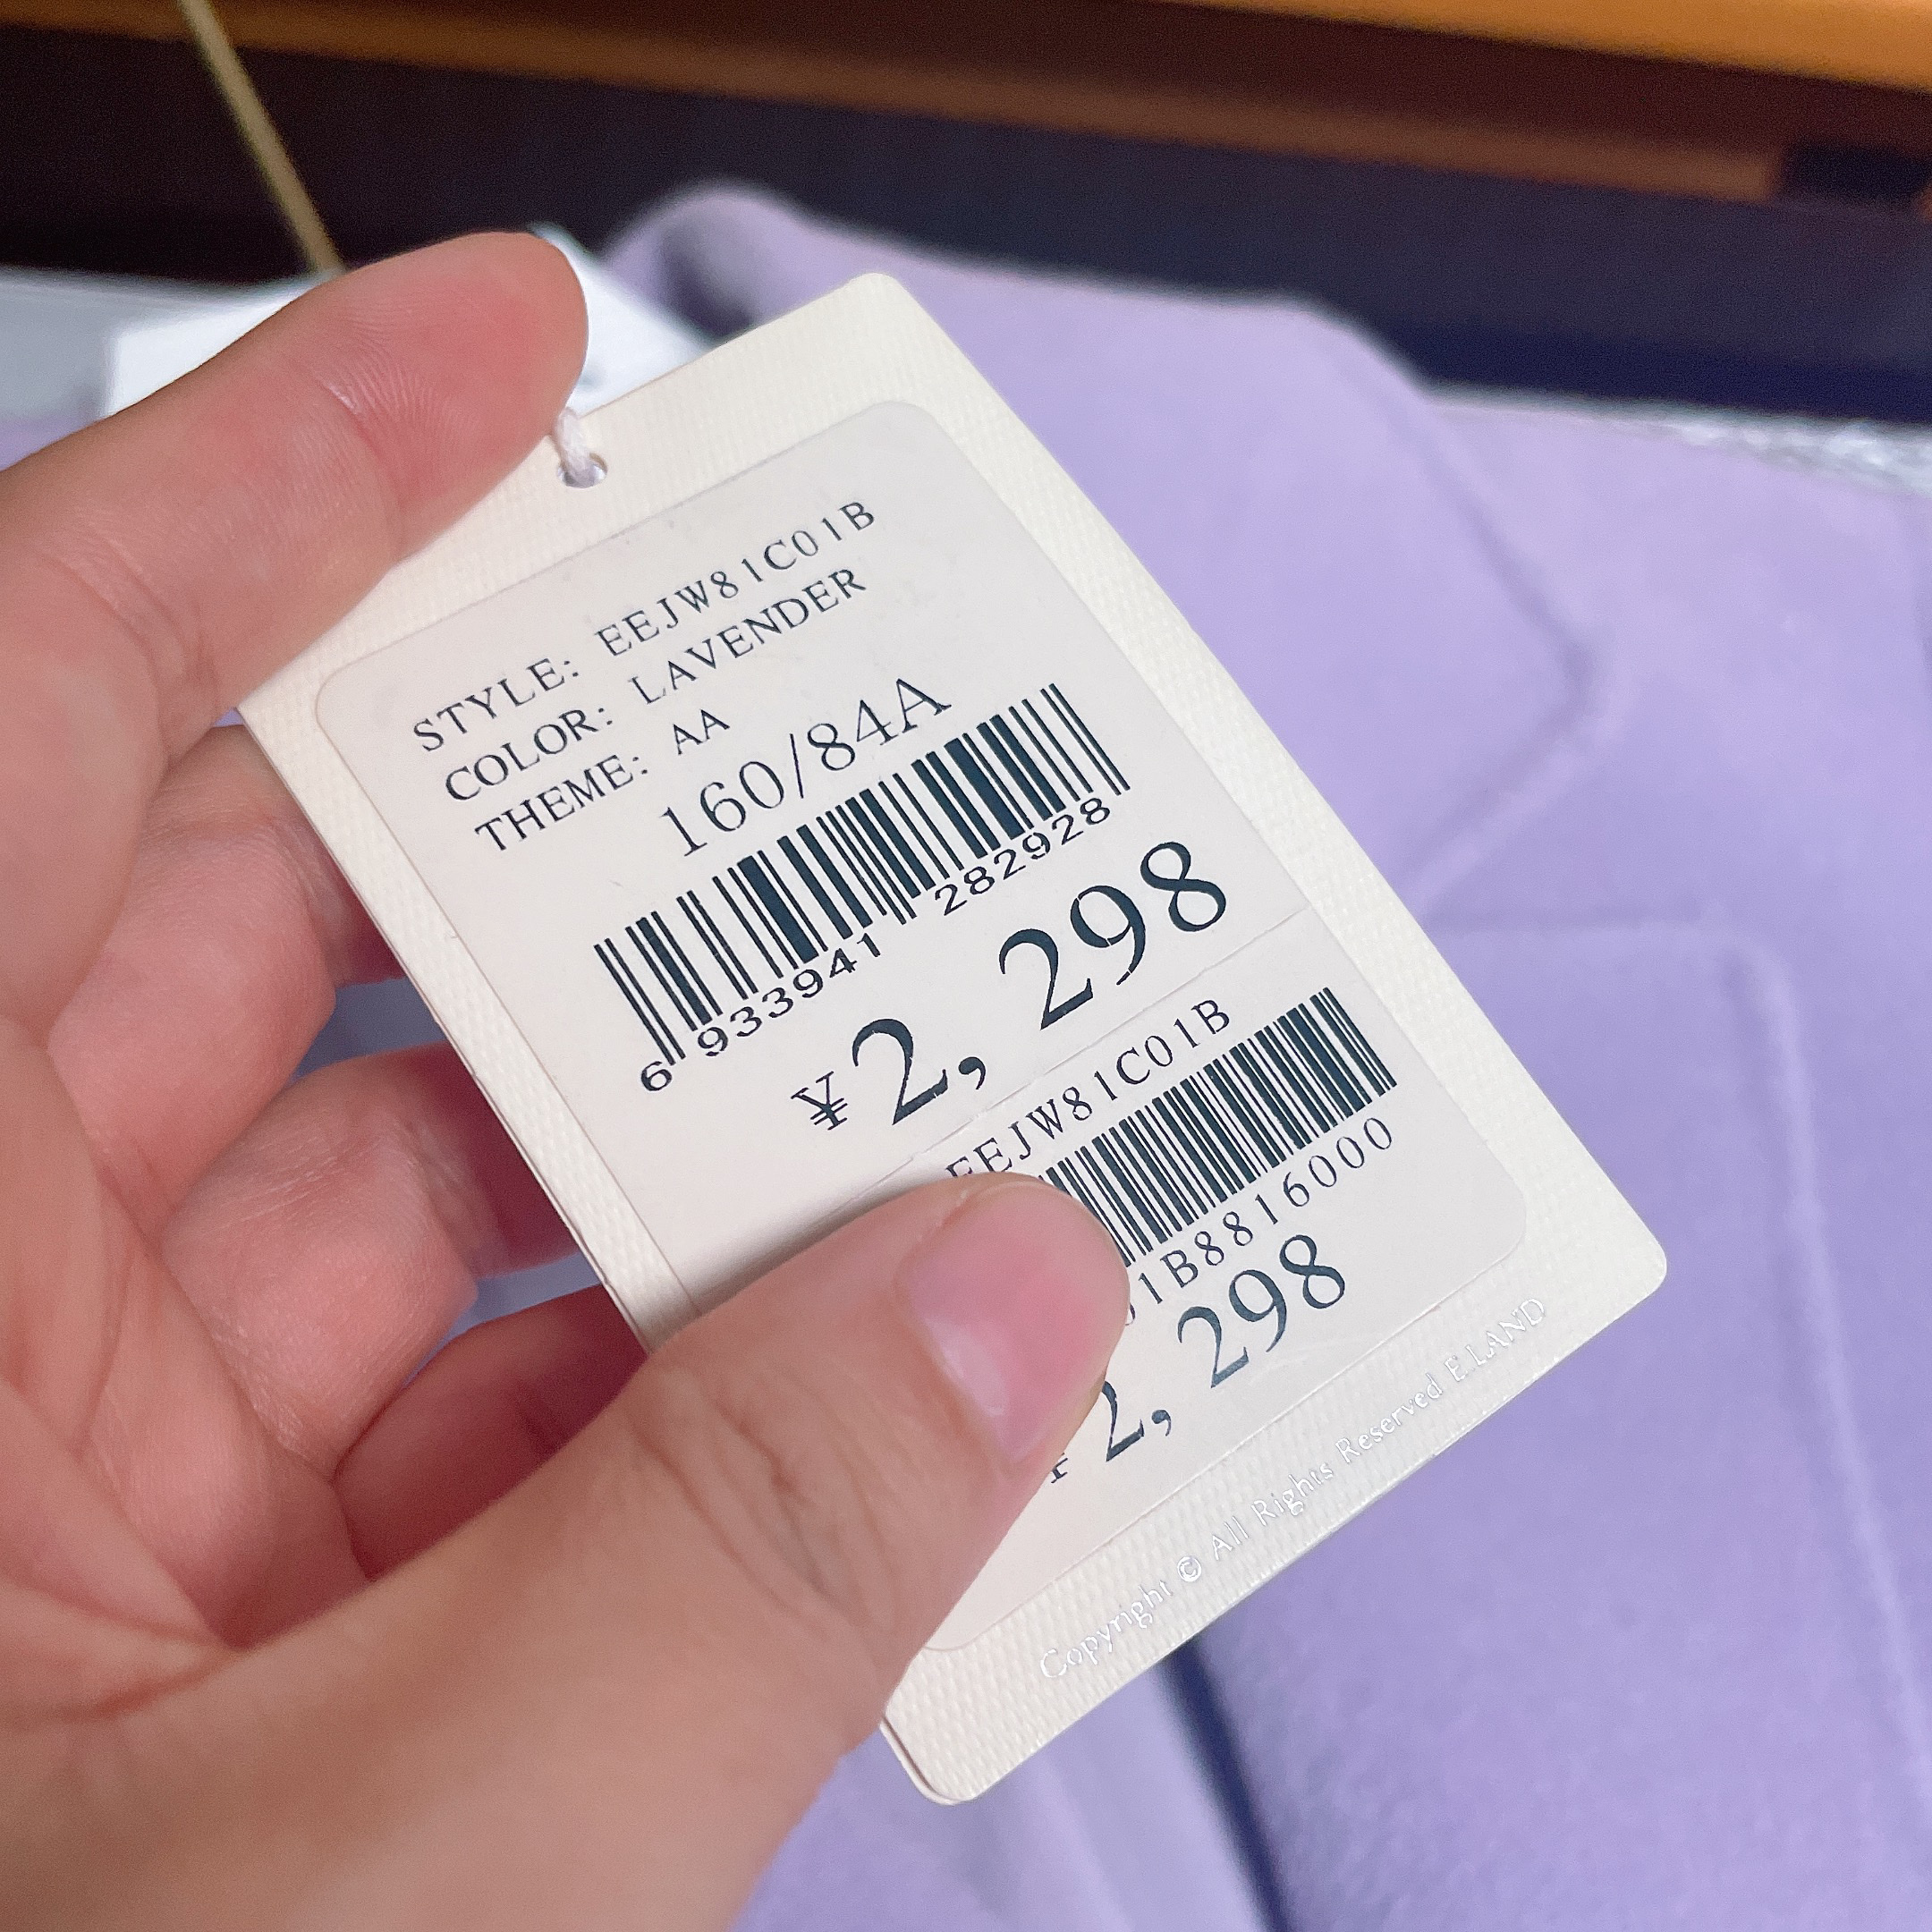 STYLE: EEJW81C01B
COLOR: LAVENDER
THEME: AA
160/84A
6 933941 282928
¥2, 298
EEJW81C01B
1B8816000
2, 298
Copyright © All Rights Reserved E.LAND